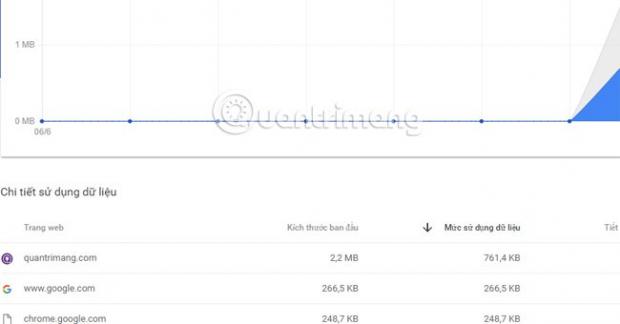 1 MB
0 MB
06/6
Quantrimang
Chi tiết sử dụng dữ liệu
Trang web Kích thước ban đầu Mức sử dụng dữ liệu Tiết
quantrimang.com 2,2 MB 761,4 KB
www.google.com 266,5 KB 266,5 KB
chrome.google.com 248,7 KB 248,7 KB